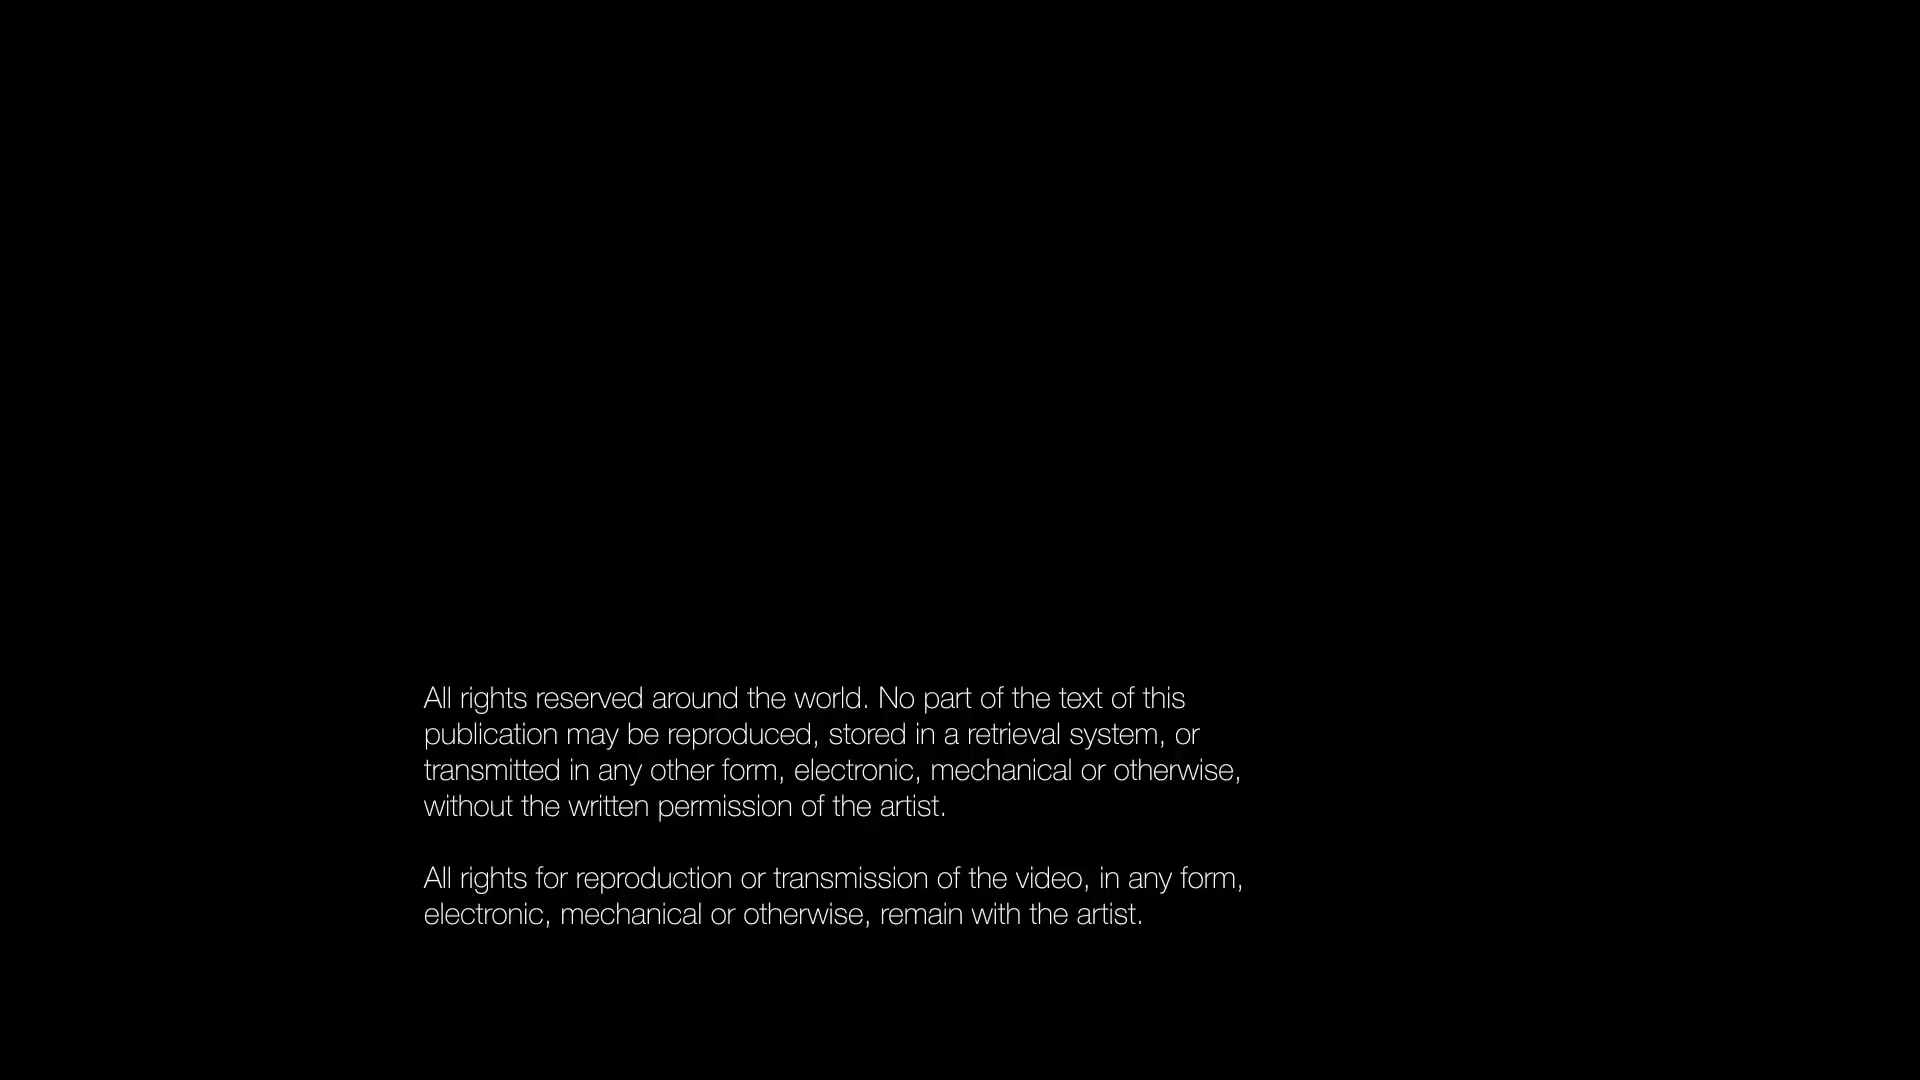 All rights reserved around the world. No part of the text of this
publication may be reproduced, stored in a retrieval system, or
transmitted in any other form, electronic, mechanical or otherwise,
without the written permission of the artist.
All rights for reproduction or transmission of the video, in any form,
electronic, mechanical or otherwise, remain with the artist.